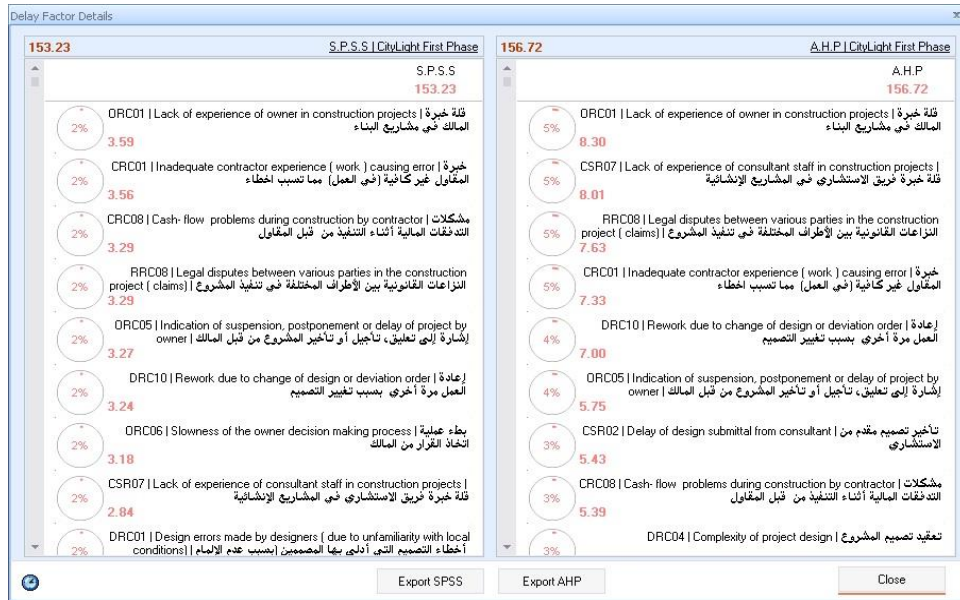 Delay Factor Details
153.23 S.P.S.S | CityLight First Phase
S.P.S.S
153.23
2%
ORC01 | Lack of experience of owner in construction projects | قلة خبرة
المالك في مشاريع البناء
3.59
2%
CRC01 | Inadequate contractor experience ( work ) causing error | خبرة
المقاول غير كافية (في العمل) مما تسبب اخطاء
3.56
2%
CRC08 | Cash- flow problems during construction by contractor | مشكلات
التدفقات المالية أثناء التنفيذ من قبل المقاول
3.29
2%
RRC08 | Legal disputes between various parties in the construction
project ( claims) | النزاعات القانونية بين الأطراف المختلفة في تنفيذ المشروع
3.29
2%
ORC05 | Indication of suspension, postponement or delay of project by
owner | إشارة إلى تعليق، تأجيل أو تأخير المشروع من قبل المالك
3.27
2%
DRC10 | Rework due to change of design or deviation order | إعادة
العمل مرة أخري بسبب تغيير التصميم
3.24
2%
ORC06 | Slowness of the owner decision making process | بطء عملية
اتخاذ القرار من المالك
3.18
2%
CSR07 | Lack of experience of consultant staff in construction projects |
قلة خبرة فريق الاستشاري في المشاريع الإنشائية
2.84
2%
DRC01 | Design errors made by designers ( due to unfamiliarity with local
conditions) | أخطاء التصميم التي أدلى بها المصممين (بسبب عدم الالمام
156.72 A.H.P | CityLight First Phase
A.H.P
156.72
5%
ORC01 | Lack of experience of owner in construction projects | قلة خبرة
المالك في مشاريع البناء
8.30
5%
CSR07 | Lack of experience of consultant staff in construction projects |
قلة خبرة فريق الاستشاري في المشاريع الإنشائية
8.01
5%
RRC08 | Legal disputes between various parties in the construction
project ( claims) | النزاعات القانونية بين الأطراف المختلفة في تنفيذ المشروع
7.63
5%
CRC01 | Inadequate contractor experience ( work ) causing error | خبرة
المقاول غير كافية (في العمل) مما تسبب اخطاء
7.33
4%
DRC10 | Rework due to change of design or deviation order | إعادة
العمل مرة أخري بسبب تغيير التصميم
7.00
4%
ORC05 | Indication of suspension, postponement or delay of project by
owner | إشارة إلى تعليق، تأجيل أو تأخير المشروع من قبل المالك
5.75
3%
CSR02 | Delay of design submittal from consultant | تأخير تصميم مقدم من
الاستشاري
5.43
3%
CRC08 | Cash- flow problems during construction by contractor | مشكلات
التدفقات المالية أثناء التنفيذ من قبل المقاول
5.39
3%
DRC04 | Complexity of project design | تعقيد تصميم المشروع
Export SPSS Export AHP Close